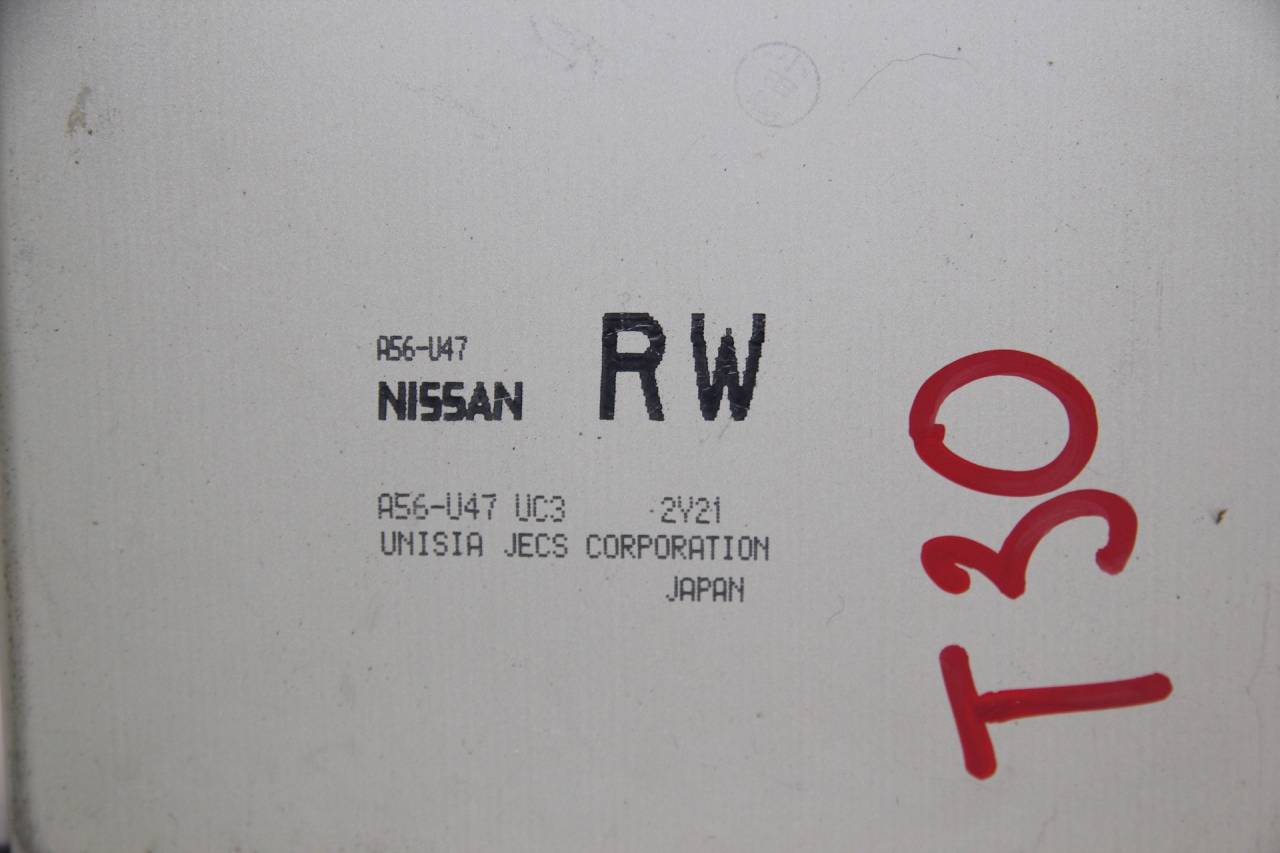 A56-U47
NISSAN RW
A56-U47 UC3 2Y21
UNISIA JECS CORPORATION
JAPAN
T30